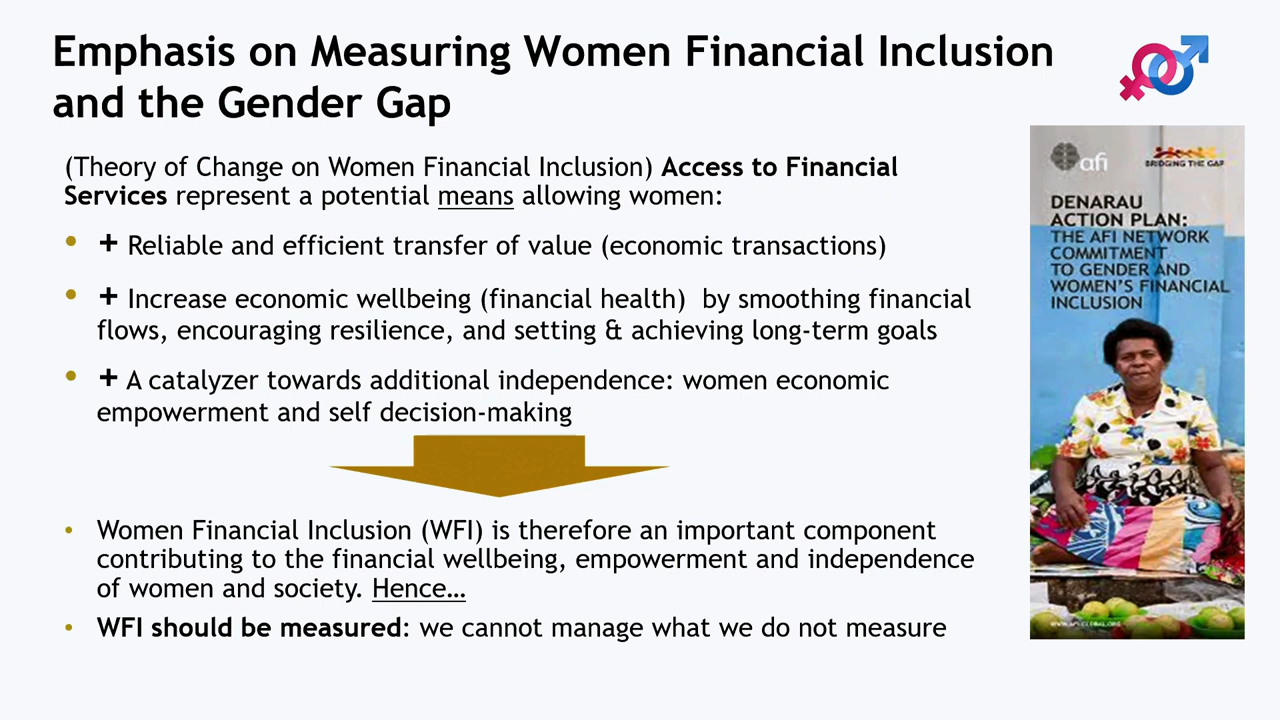 Emphasis on Measuring Women Financial Inclusion
and the Gender Gap
(Theory of Change on Women Financial Inclusion) Access to Financial
Services represent a potential means allowing women:
• + Reliable and efficient transfer of value (economic transactions)
• + Increase economic wellbeing (financial health) by smoothing financial
flows, encouraging resilience, and setting & achieving long-term goals
• + A catalyzer towards additional independence: women economic
empowerment and self decision-making
• Women Financial Inclusion (WFI) is therefore an important component
contributing to the financial wellbeing, empowerment and independence
of women and society. Hence…
• WFI should be measured: we cannot manage what we do not measure
afi
BRIDGING THE GAP
DENARAU
ACTION PLAN:
THE AFI NETWORK
COMMITMENT
TO GENDER AND
WOMEN'S FINANCIAL
INCLUSION
WWW.AFI-GLOBAL.ORG